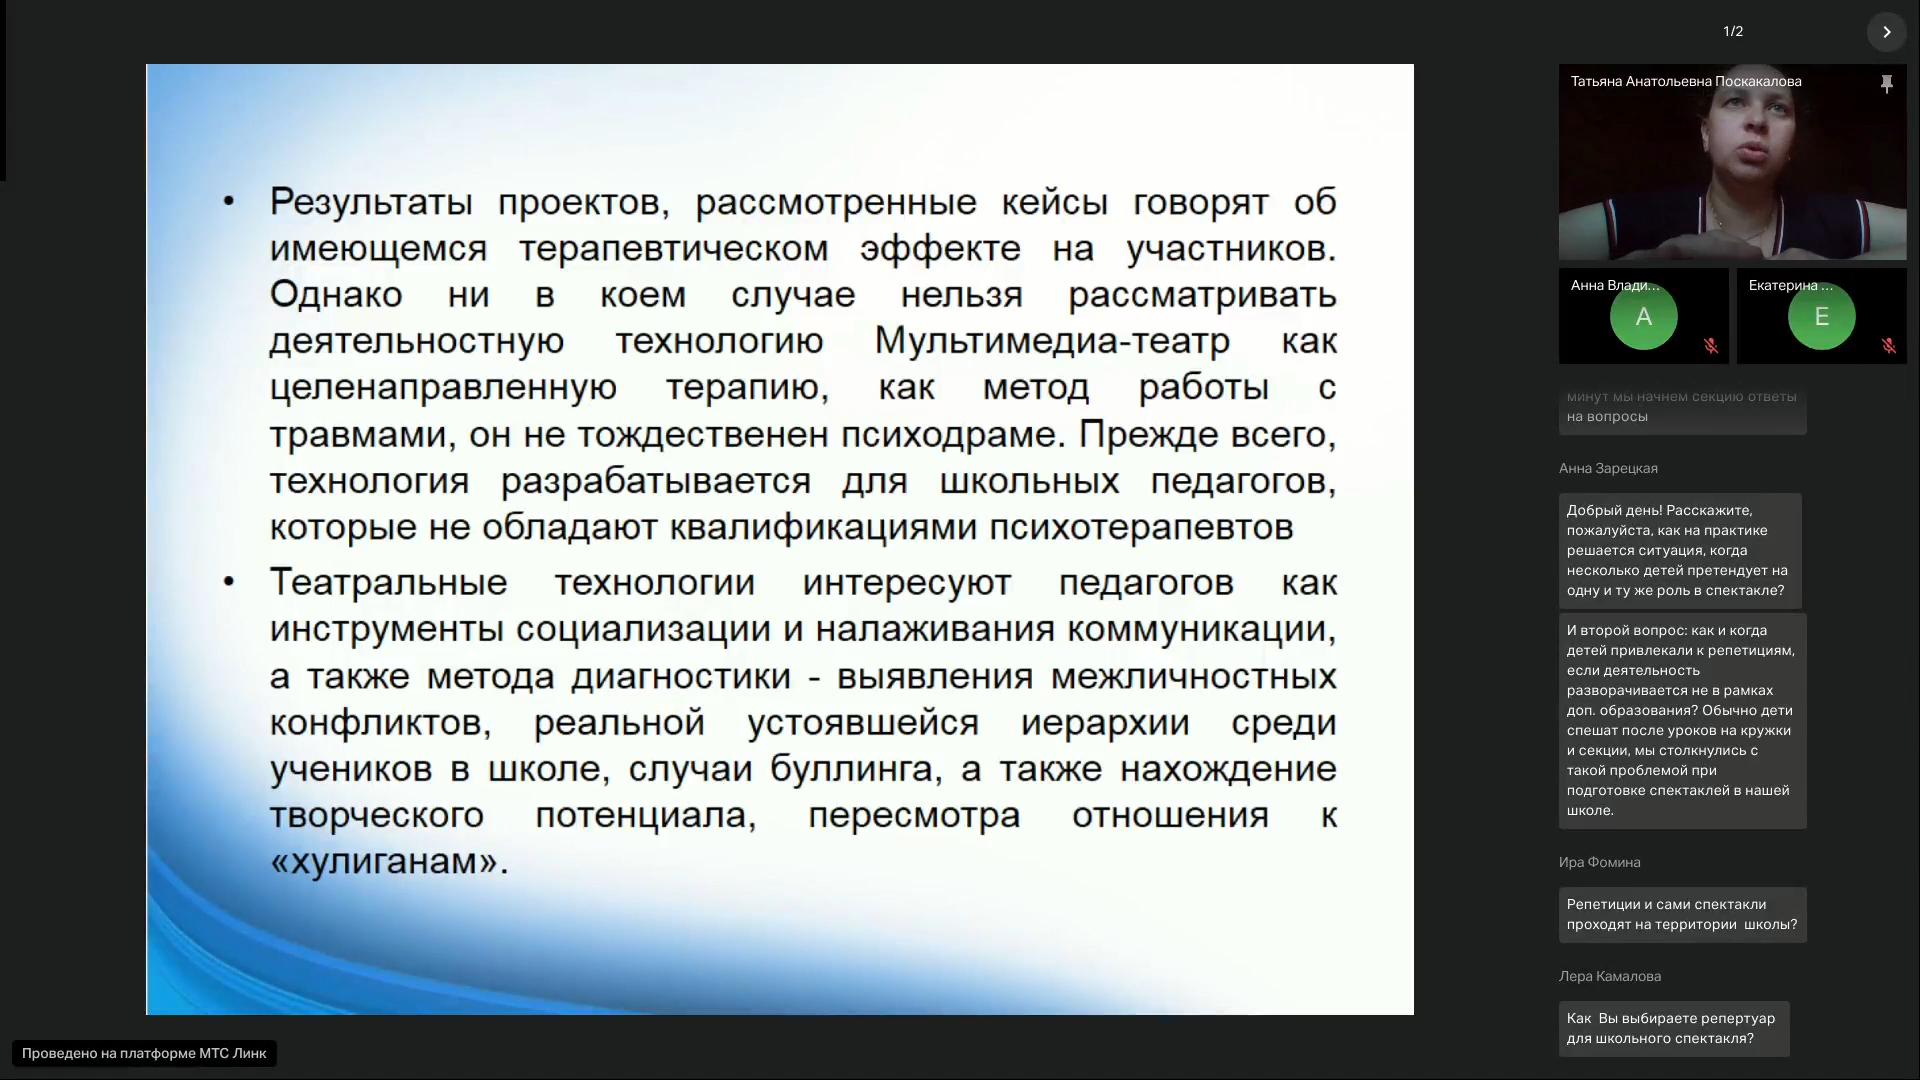 1/2
• Результаты проектов, рассмотренные кейсы говорят об
имеющемся терапевтическом эффекте на участников.
Однако ни в коем случае нельзя рассматривать
деятельностную технологию Мультимедиа-театр как
целенаправленную терапию, как метод работы с
травмами, он не тождественен психодраме. Прежде всего,
технология разрабатывается для школьных педагогов,
которые не обладают квалификациями психотерапевтов
• Театральные технологии интересуют педагогов как
инструменты социализации и налаживания коммуникации,
а также метода диагностики - выявления межличностных
конфликтов, реальной устоявшейся иерархии среди
учеников в школе, случаи буллинга, а также нахождение
творческого потенциала, пересмотра отношения к
«хулиганам».
Татьяна Анатольевна Поскакалова
Анна Влади...
А
Екатерина ...
Е
минут мы начнем секцию ответы
на вопросы
Анна Зарецкая
Добрый день! Расскажите,
пожалуйста, как на практике
решается ситуация, когда
несколько детей претендует на
одну и ту же роль в спектакле?
И второй вопрос: как и когда
детей привлекали к репетициям,
если деятельность
разворачивается не в рамках
доп. образования? Обычно дети
спешат после уроков на кружки
и секции, мы столкнулись с
такой проблемой при
подготовке спектаклей в нашей
школе.
Ира Фомина
Репетиции и сами спектакли
проходят на территории школы?
Лера Камалова
Как Вы выбираете репертуар
для школьного спектакля?
Проведено на платформе МТС Линк